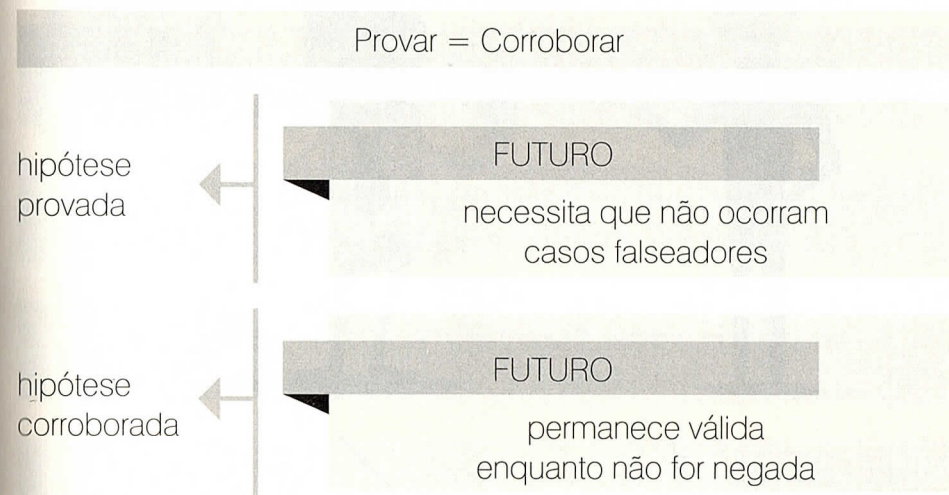 Provar = Corroborar
hipótese
provada
FUTURO
necessita que não ocorram
casos falseadores
hipótese
corroborada
FUTURO
permanece válida
enquanto não for negada